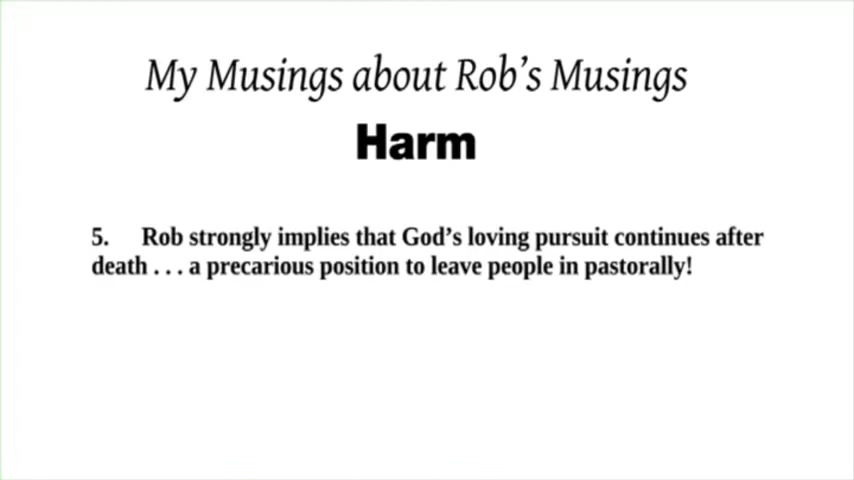 My Musings about Rob's Musings
Harm
5. Rob strongly implies that God's loving pursuit continues after
death . . . a precarious position to leave people in pastorally!